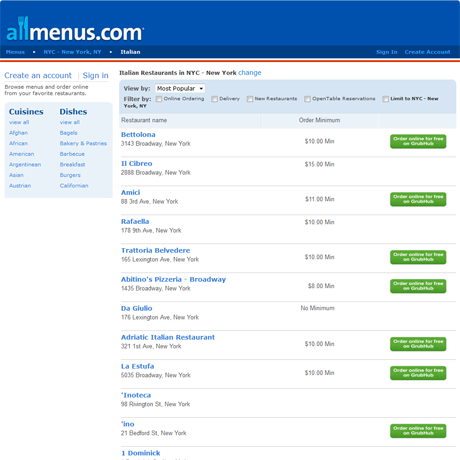 allmenus.com
Menus • NYC - New York, NY • Italian
Sign In • Create Account
Create an account | Sign in
Browse menus and order online
from your favorite restaurants.
Cuisines
view all
Afghan
African
American
Argentinean
Asian
Austrian
Dishes
view all
Bagels
Bakery & Pastries
Barbecue
Breakfast
Burgers
Californian
Italian Restaurants in NYC - New York change
View by: Most Popular
Filter by: Online Ordering Delivery New Restaurants OpenTable Reservations Limit to NYC - New
York, NY
Restaurant name Order Minimum
Bettolona
3143 Broadway, New York
$10.00 Min
Order online for free
on GrubHub
Il Cibreo
2888 Broadway, New York
$15.00 Min
Amici
88 3rd Ave, New York
$11.00 Min
Order online for free
on GrubHub
Rafaella
178 9th Ave, New York
$10.00 Min
Trattoria Belvedere
165 Lexington Ave, New York
$10.00 Min
Order online for free
on GrubHub
Abitino's Pizzeria - Broadway
1435 Broadway, New York
$8.00 Min
Order online for free
on GrubHub
Da Giulio
176 Lexington Ave, New York
No Minimum
Adriatic Italian Restaurant
321 1st Ave, New York
$10.00 Min
Order online for free
on GrubHub
La Estufa
5035 Broadway, New York
$10.00 Min
Order online for free
on GrubHub
'Inoteca
98 Rivington St, New York
'ino
21 Bedford St, New York
Order online for free
on GrubHub
1 Dominick